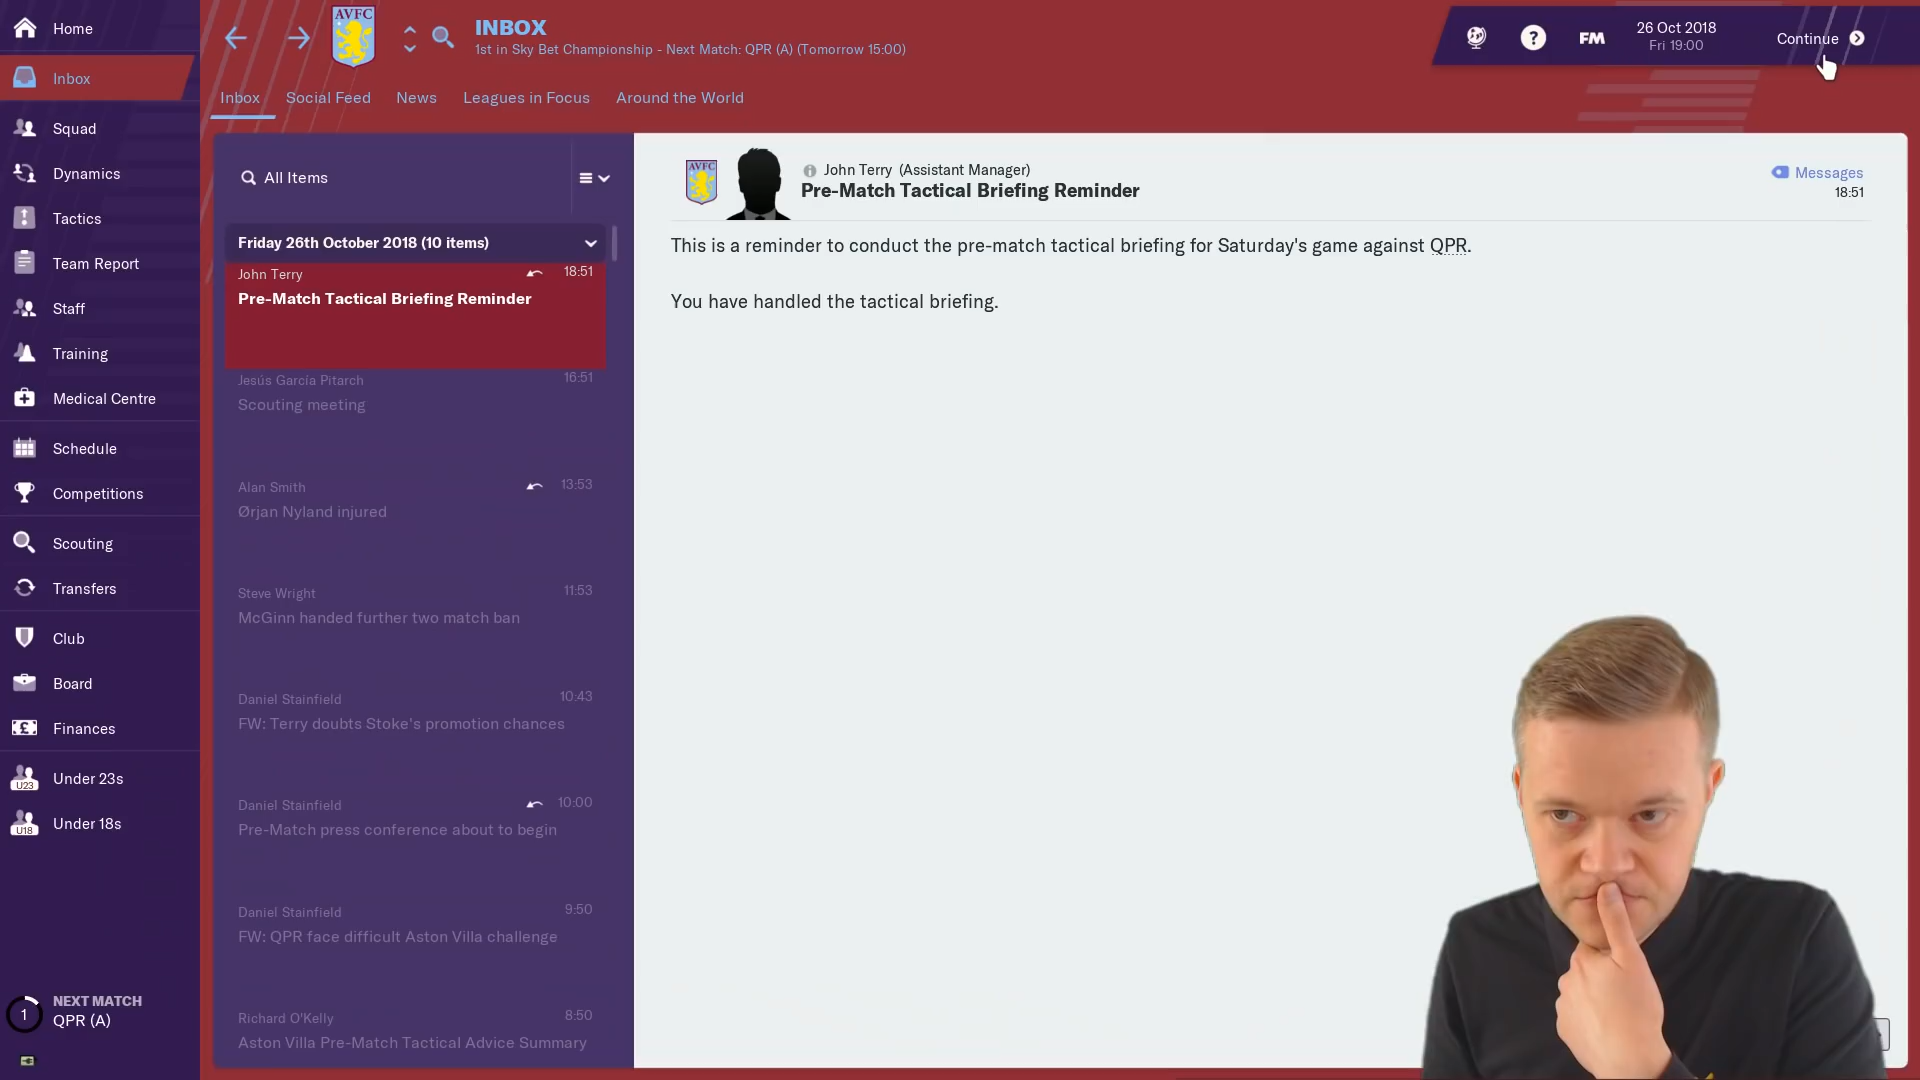 Home
Inbox
Squad
Dynamics
Tactics
Team Report
Staff
Training
Medical Centre
Schedule
Competitions
Scouting
Transfers
Club
Board
Finances
U23
Under 23s
U18
Under 18s
1
NEXT MATCH
QPR (A)
AVFC
INBOX
1st in Sky Bet Championship - Next Match: QPR (A) (Tomorrow 15:00)
?
FM
26 Oct 2018
Fri 19:00
Continue
Inbox
Social Feed
News
Leagues in Focus
Around the World
All Items
Friday 26th October 2018 (10 items)
John Terry
18:51
Pre-Match Tactical Briefing Reminder
Jesús García Pitarch
16:51
Scouting meeting
Alan Smith
13:53
Ørjan Nyland injured
Steve Wright
11:53
McGinn handed further two match ban
Daniel Stainfield
10:43
FW: Terry doubts Stoke's promotion chances
Daniel Stainfield
10:00
Pre-Match press conference about to begin
Daniel Stainfield
9:50
FW: QPR face difficult Aston Villa challenge
Richard O'Kelly
8:50
Aston Villa Pre-Match Tactical Advice Summary
AVFC
John Terry (Assistant Manager)
Pre-Match Tactical Briefing Reminder
Messages
18:51
This is a reminder to conduct the pre-match tactical briefing for Saturday's game against QPR.
You have handled the tactical briefing.